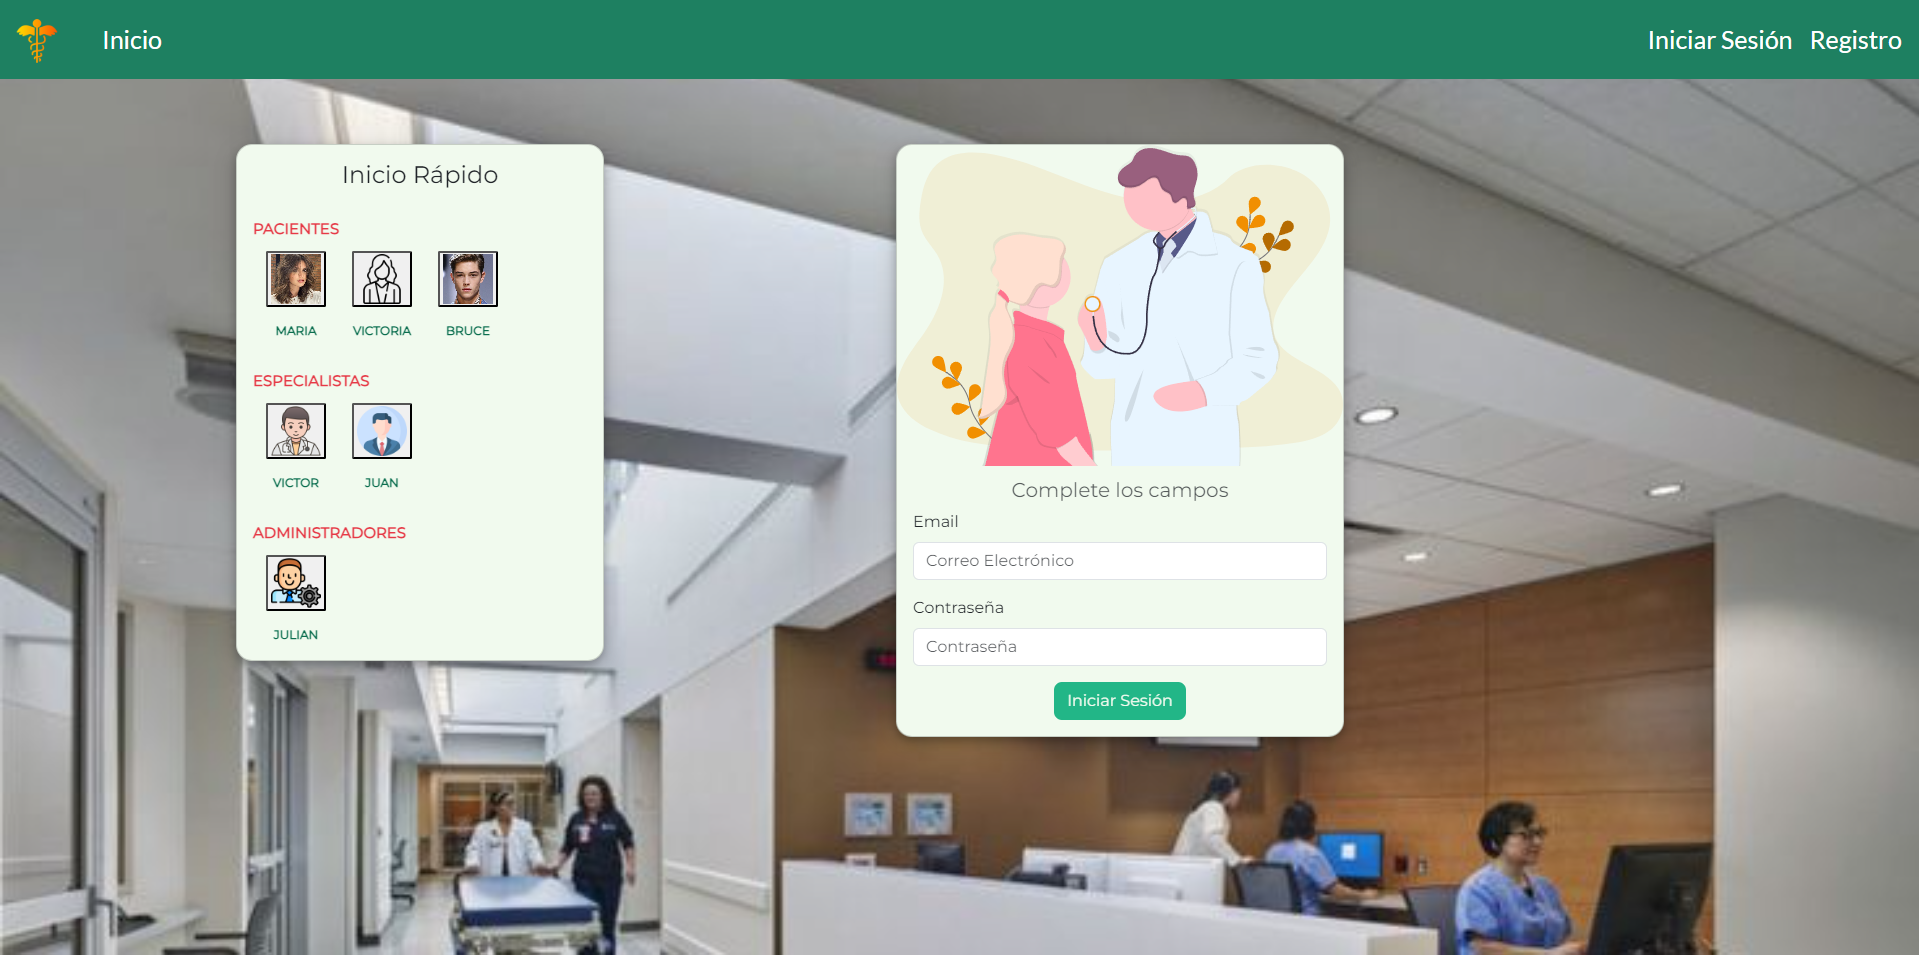 Inicio
Iniciar Sesión
Registro
Inicio Rápido
PACIENTES
MARIA
VICTORIA
BRUCE
ESPECIALISTAS
VICTOR
JUAN
ADMINISTRADORES
JULIAN
Complete los campos
Email
Correo Electrónico
Contraseña
Contraseña
Iniciar Sesión